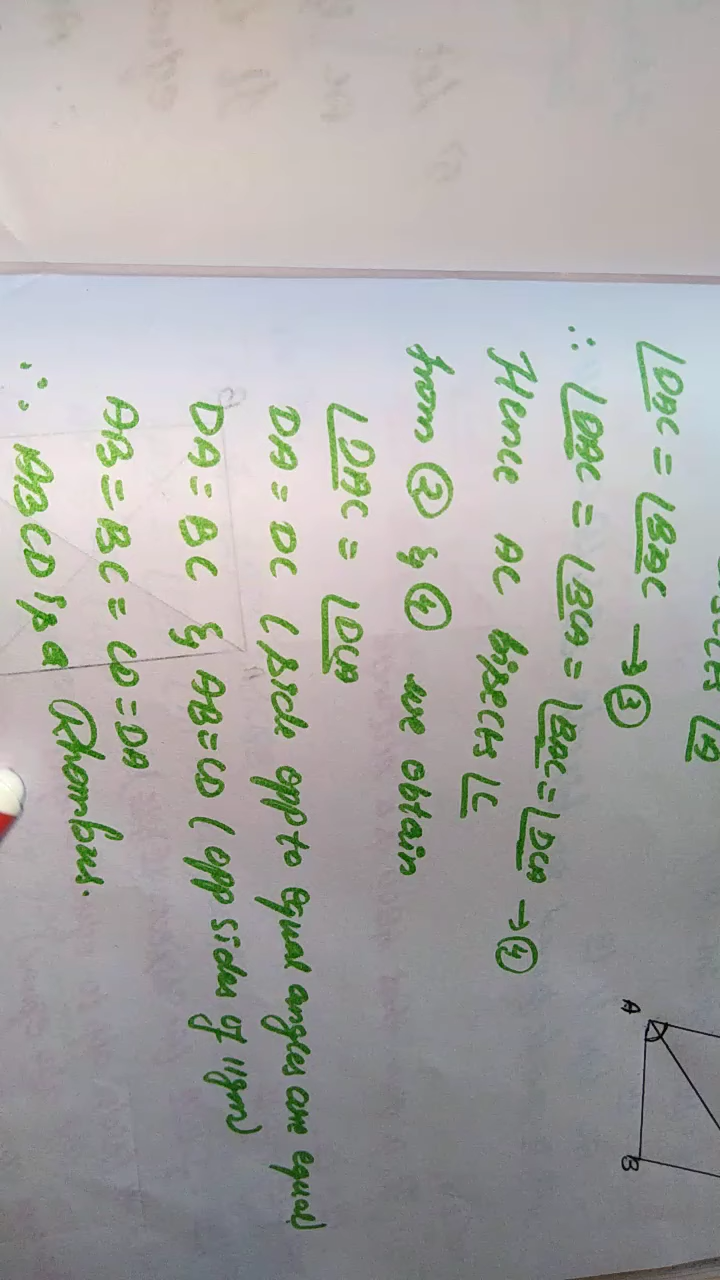 ∠B
∠DAC = ∠BAC → ③
∴ ∠DAC = ∠BCA = ∠BAC = ∠DCA → ④
Hence AC bisects ∠C
from ② & ④ we obtain
∠DAC = ∠DCA
DA = DC (side opp to equal angles are equal)
DA = BC & AB = CD (opp sides of 11gm)
AB = BC = CD = DA
∴ ABCD is a Rhombus.
A
B